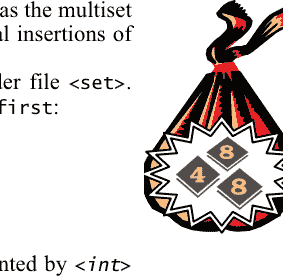 as the multiset
al insertions of
der file <set>.
first:
8
4
8
nted by <int>